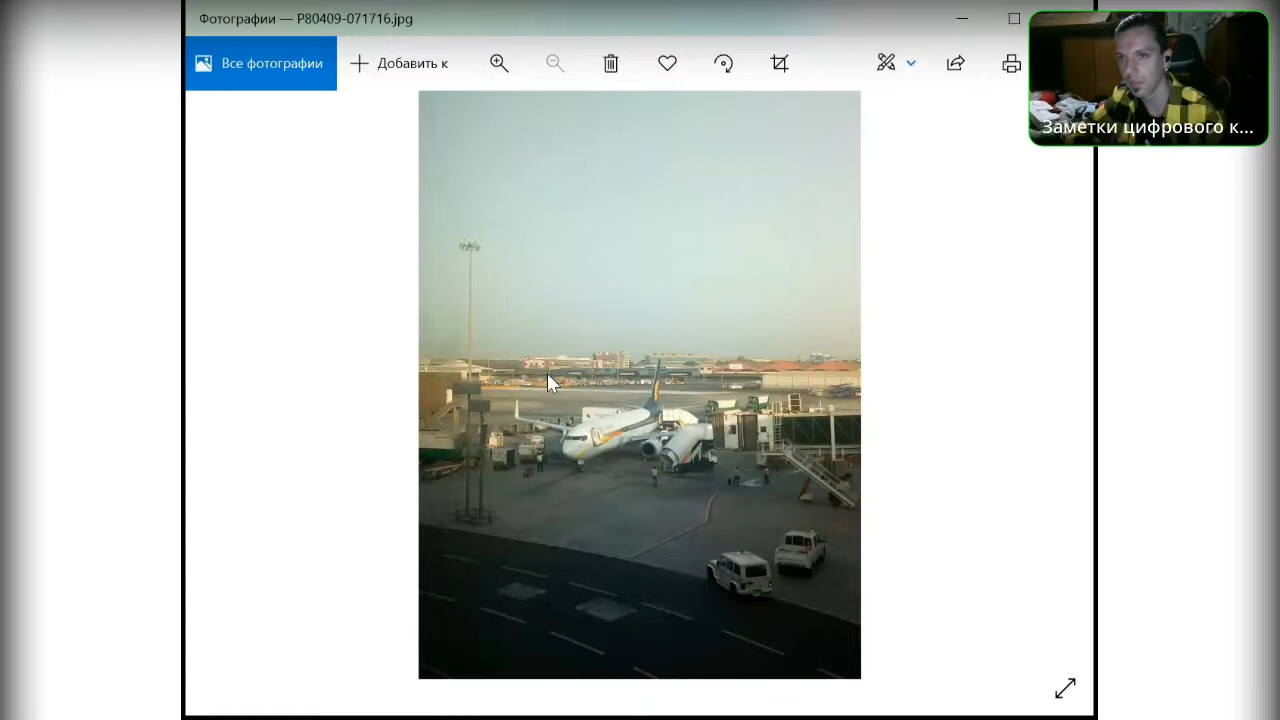 Фотографии — P80409-071716.jpg
Все фотографии
Добавить к
Заметки цифрового к...